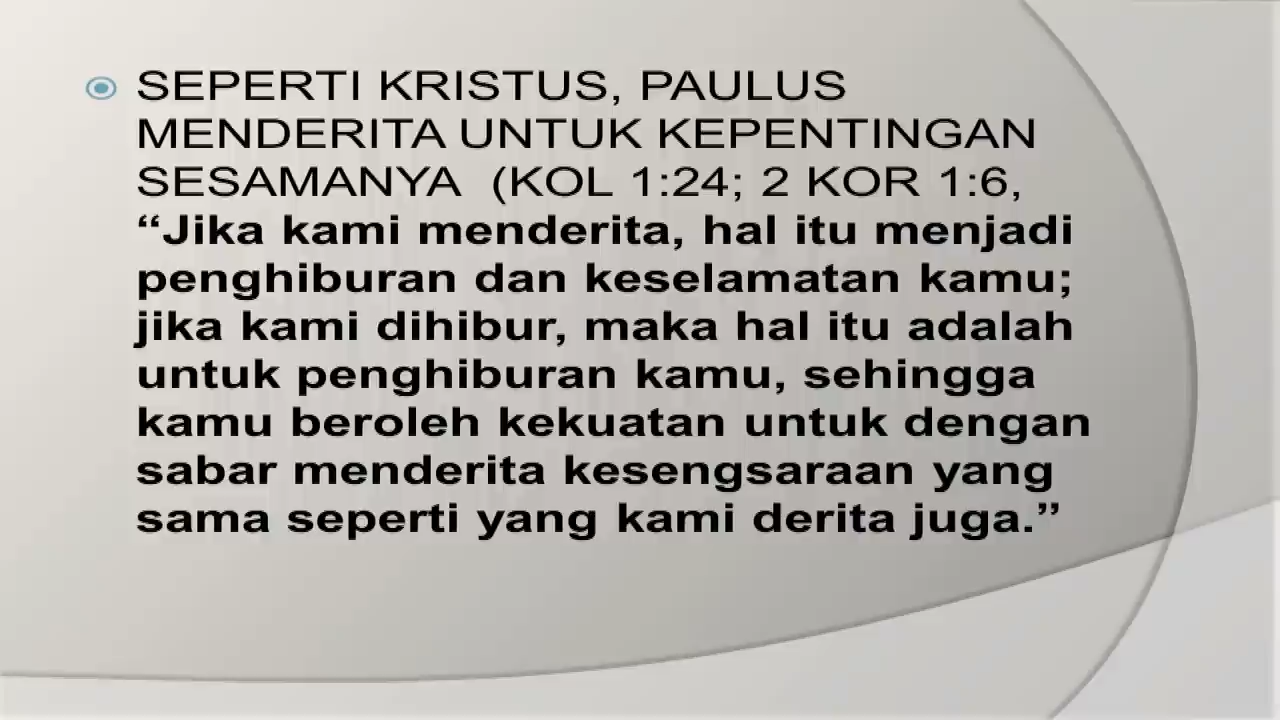 SEPERTI KRISTUS, PAULUS
MENDERITA UNTUK KEPENTINGAN
SESAMANYA (KOL 1:24; 2 KOR 1:6,
“Jika kami menderita, hal itu menjadi
penghiburan dan keselamatan kamu;
jika kami dihibur, maka hal itu adalah
untuk penghiburan kamu, sehingga
kamu beroleh kekuatan untuk dengan
sabar menderita kesengsaraan yang
sama seperti yang kami derita juga.”